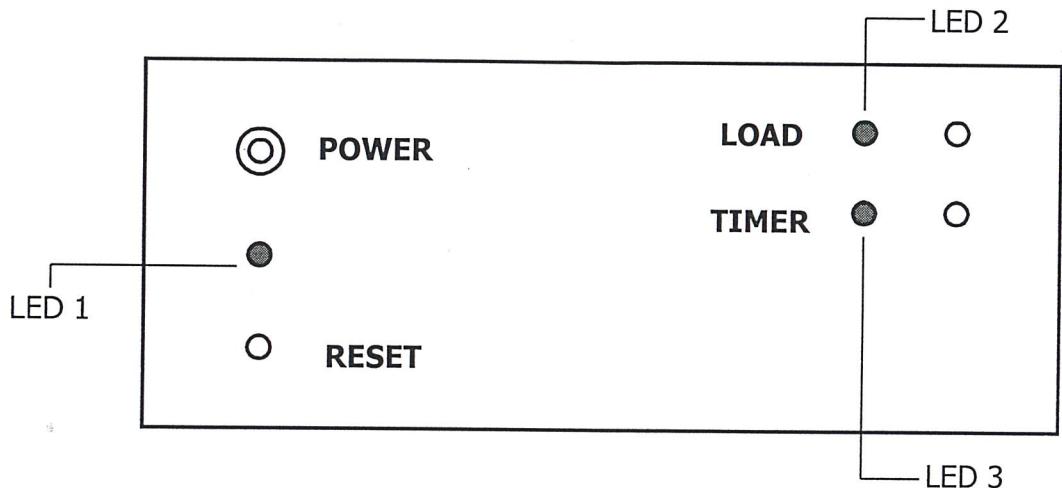 LED 2
POWER
LOAD
TIMER
LED 1
RESET
LED 3